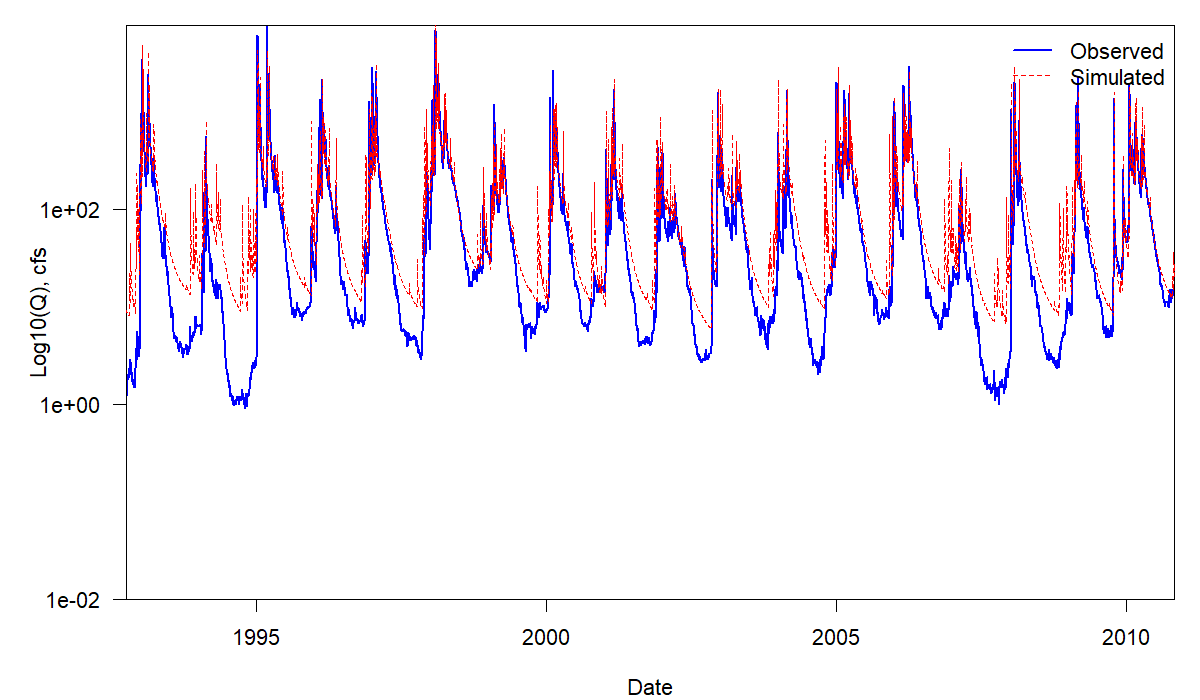 Observed
Simulated
1e+02
1e+00
1e-02
Log10(Q), cfs
1995
2000
2005
2010
Date